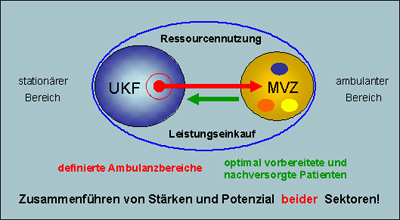 Ressourcennutzung
stationärer
Bereich
UKF
MVZ
ambulanter
Bereich
Leistungseinkauf
definierte Ambulanzbereiche
optimal vorbereitete und
nachversorgte Patienten
Zusammenführen von Stärken und Potenzial beider Sektoren!